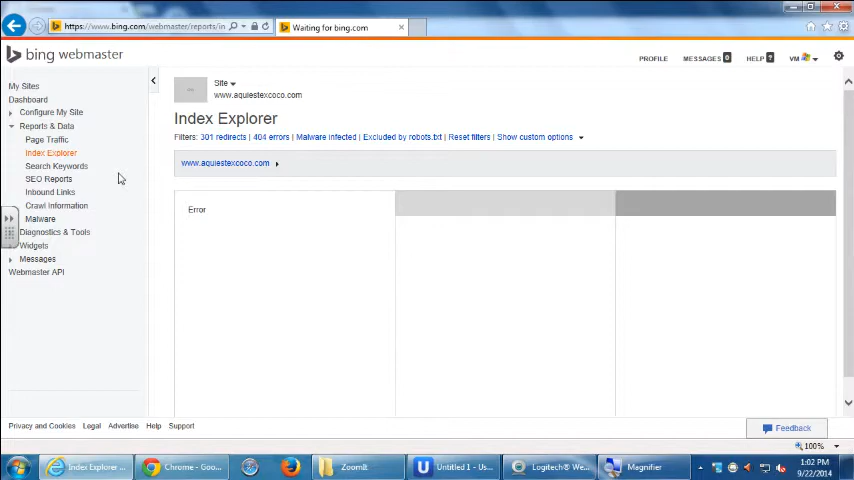 https://www.bing.com/webmaster/reports/in
Waiting for bing.com
bing webmaster
PROFILE
MESSAGES 0
HELP ?
VM
My Sites
Dashboard
Configure My Site
Reports & Data
Page Traffic
Index Explorer
Search Keywords
SEO Reports
Inbound Links
Crawl Information
Malware
Diagnostics & Tools
Widgets
Messages
Webmaster API
Site
www.aquiestexcoco.com
Index Explorer
Filters: 301 redirects | 404 errors | Malware infected | Excluded by robots.txt | Reset filters | Show custom options
www.aquiestexcoco.com
Error
Privacy and Cookies Legal Advertise Help Support
Feedback
100%
Index Explorer ...
Chrome - Goo...
ZoomIt
Untitled 1 - Us...
Logitech® We...
Magnifier
1:02 PM
9/22/2014